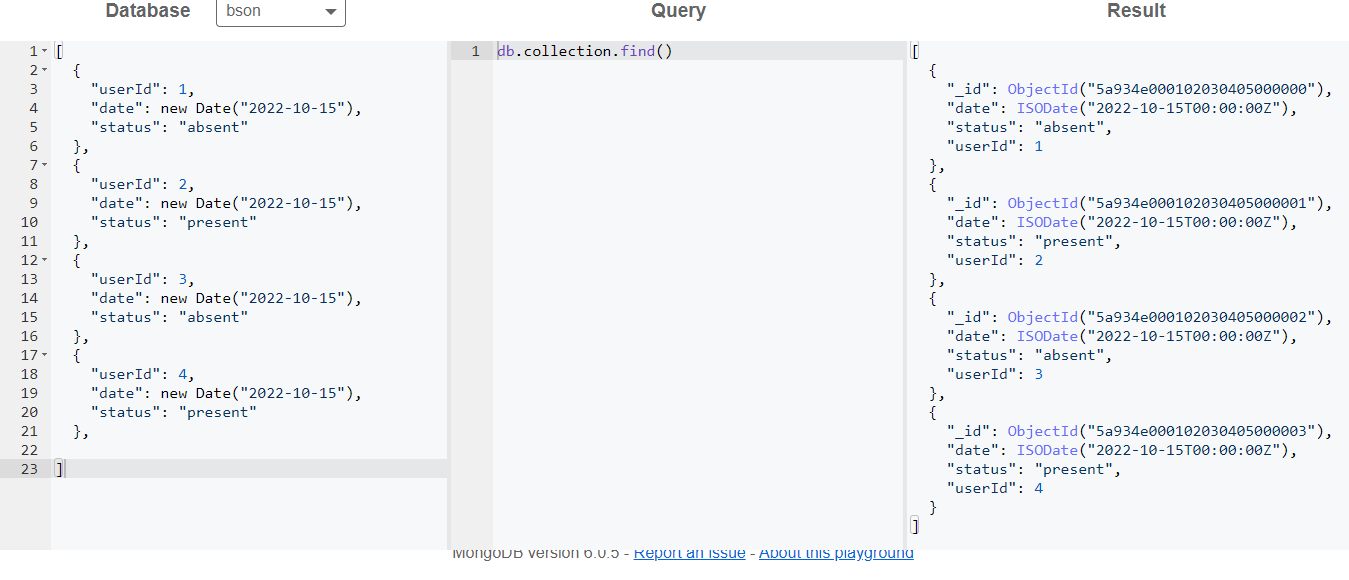 Database bson Query Result
1 [
2 {
3 "userId": 1,
4 "date": new Date("2022-10-15"),
5 "status": "absent"
6 },
7 {
8 "userId": 2,
9 "date": new Date("2022-10-15"),
10 "status": "present"
11 },
12 {
13 "userId": 3,
14 "date": new Date("2022-10-15"),
15 "status": "absent"
16 },
17 {
18 "userId": 4,
19 "date": new Date("2022-10-15"),
20 "status": "present"
21 },
22
23 ]
1 db.collection.find()
[
{
"_id": ObjectId("5a934e000102030405000000"),
"date": ISODate("2022-10-15T00:00:00Z"),
"status": "absent",
"userId": 1
},
{
"_id": ObjectId("5a934e000102030405000001"),
"date": ISODate("2022-10-15T00:00:00Z"),
"status": "present",
"userId": 2
},
{
"_id": ObjectId("5a934e000102030405000002"),
"date": ISODate("2022-10-15T00:00:00Z"),
"status": "absent",
"userId": 3
},
{
"_id": ObjectId("5a934e000102030405000003"),
"date": ISODate("2022-10-15T00:00:00Z"),
"status": "present",
"userId": 4
}
]
MongoDB version 6.0.5 - Report an issue - About this playground